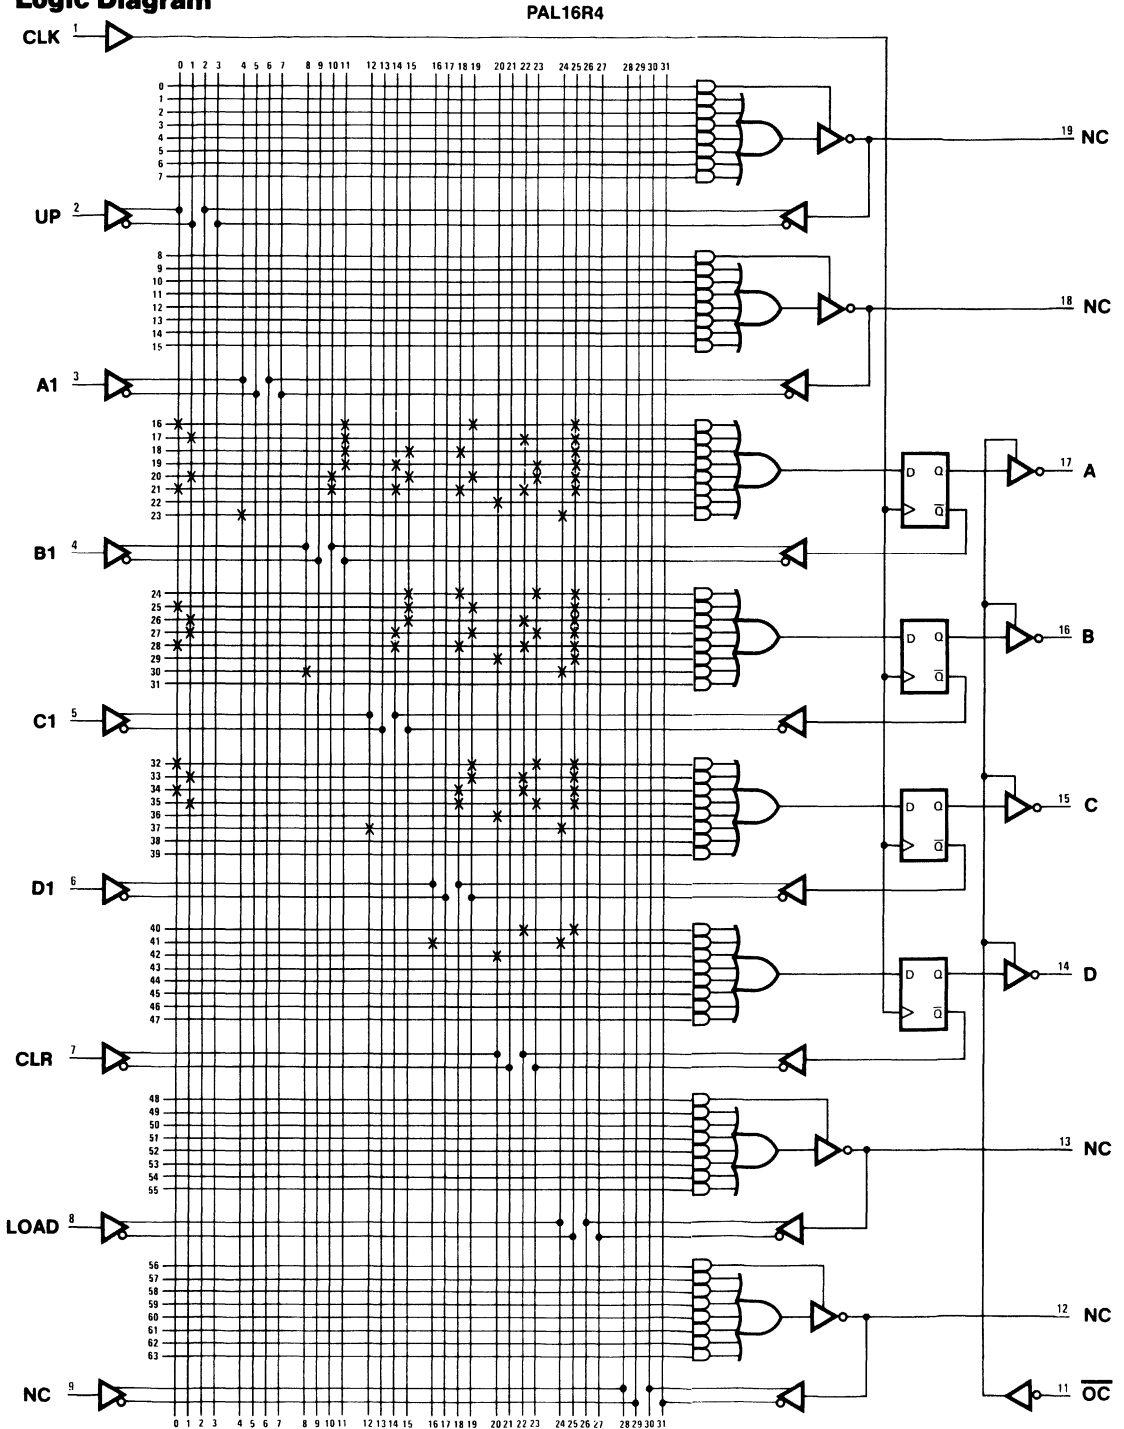 Logic Diagram
PAL16R4
CLK 1
0 1 2 3 4 5 6 7 8 9 10 11 12 13 14 15 16 17 18 19 20 21 22 23 24 25 26 27 28 29 30 31
0
1
2
3
4
5
6
7
19 NC
UP 2
8
9
10
11
12
13
14
15
18 NC
A1 3
16
17
18
19
20
21
22
23
D Q
Q
17 A
B1 4
24
25
26
27
28
29
30
31
D Q
Q
16 B
C1 5
32
33
34
35
36
37
38
39
D Q
Q
15 C
D1 6
40
41
42
43
44
45
46
47
D Q
Q
14 D
CLR 7
48
49
50
51
52
53
54
55
13 NC
LOAD 8
56
57
58
59
60
61
62
63
12 NC
NC 9
11 OC
0 1 2 3 4 5 6 7 8 9 10 11 12 13 14 15 16 17 18 19 20 21 22 23 24 25 26 27 28 29 30 31